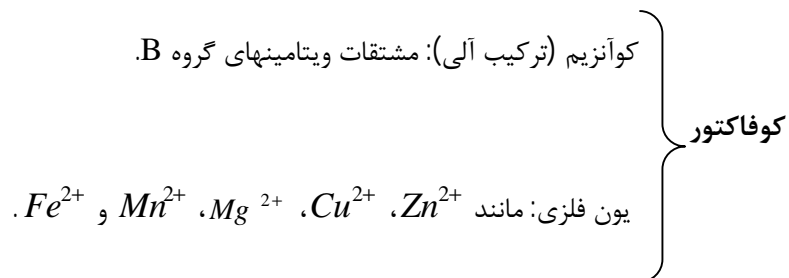 کوآنزیم (ترکیب آلی): مشتقات ویتامینهای گروه B.
کوفاکتور
یون فلزی: مانند Zn²⁺، Cu²⁺، Mg²⁺، Mn²⁺ و Fe²⁺.